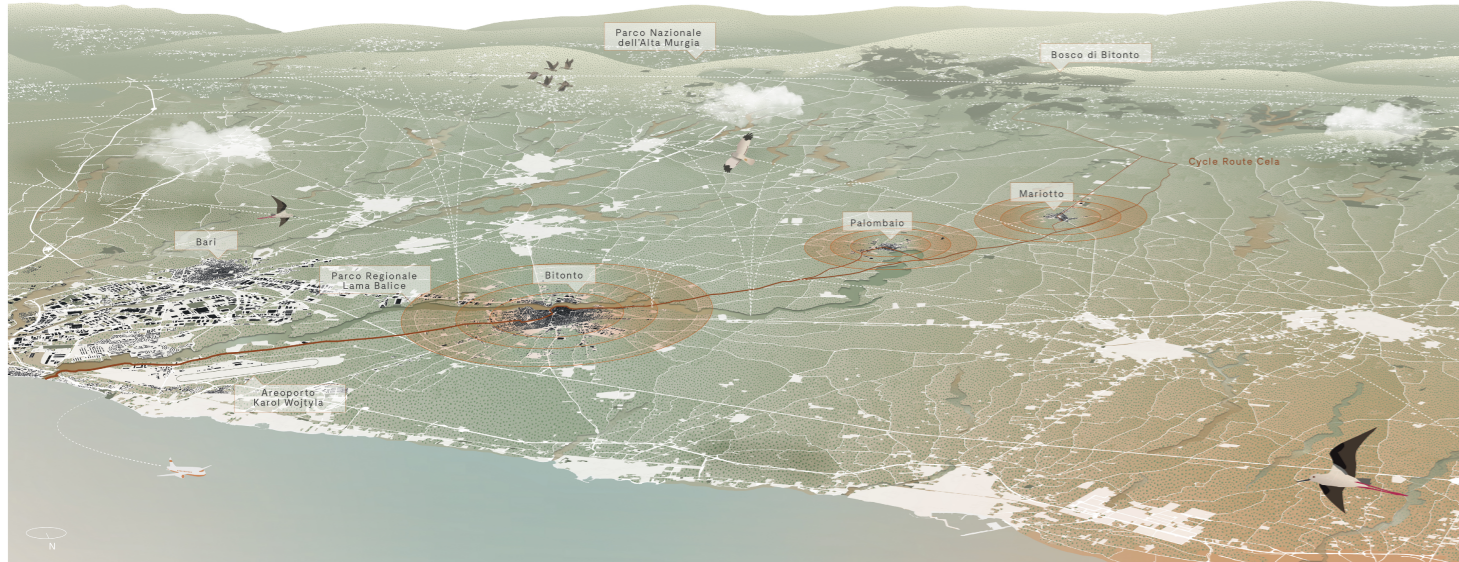 Parco Nazionale
dell'Alta Murgia
Bosco di Bitonto
Cycle Route Cela
Mariotto
Palombaio
Bari
Parco Regionale
Lama Balice
Bitonto
Areoporto
Karol Wojtyla
N